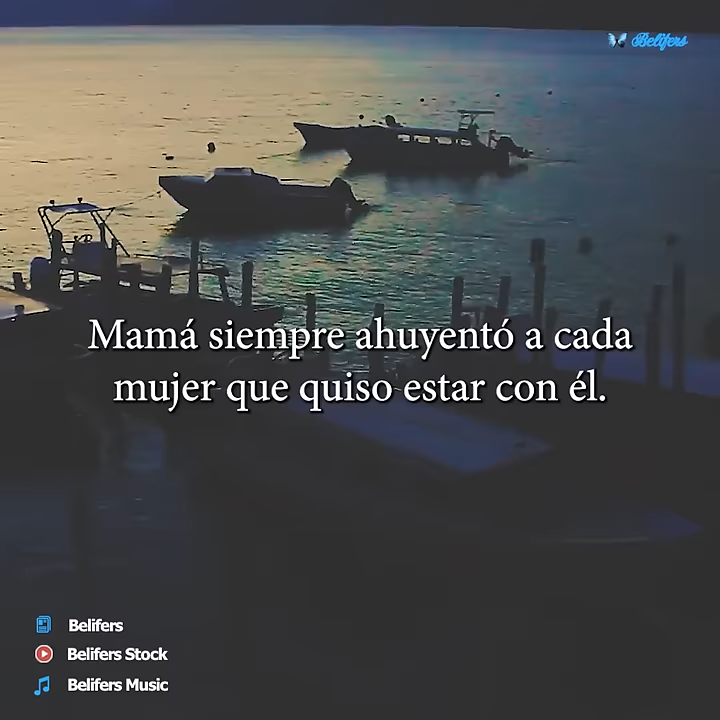 Belifers
Mamá siempre ahuyentó a cada
mujer que quiso estar con él.
Belifers
Belifers Stock
Belifers Music